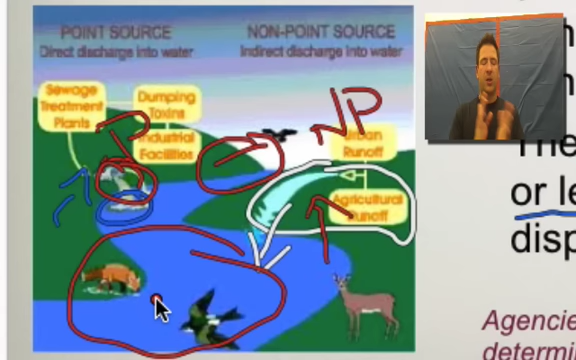 POINT SOURCE
Direct discharge into water
NON-POINT SOURCE
Indirect discharge into water
Sewage
Treatment
Plants
Dumping
Toxins
Industrial
Facilities
P
NP
Runoff
Agricultural
Runoff
or le
disp
Agencie
determi